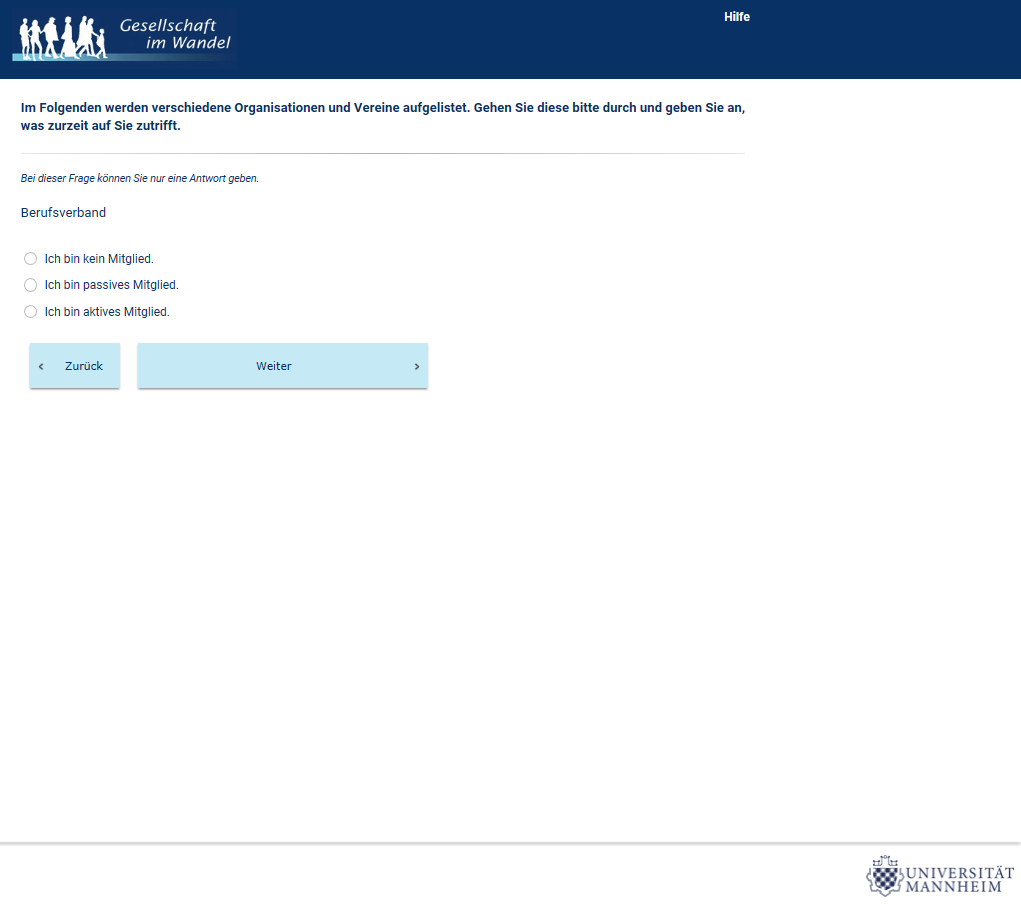 Gesellschaft
im Wandel
Hilfe
Im Folgenden werden verschiedene Organisationen und Vereine aufgelistet. Gehen Sie diese bitte durch und geben Sie an,
was zurzeit auf Sie zutrifft.
Bei dieser Frage können Sie nur eine Antwort geben.
Berufsverband
Ich bin kein Mitglied.
Ich bin passives Mitglied.
Ich bin aktives Mitglied.
‹ Zurück Weiter ›
UNIVERSITÄT
MANNHEIM